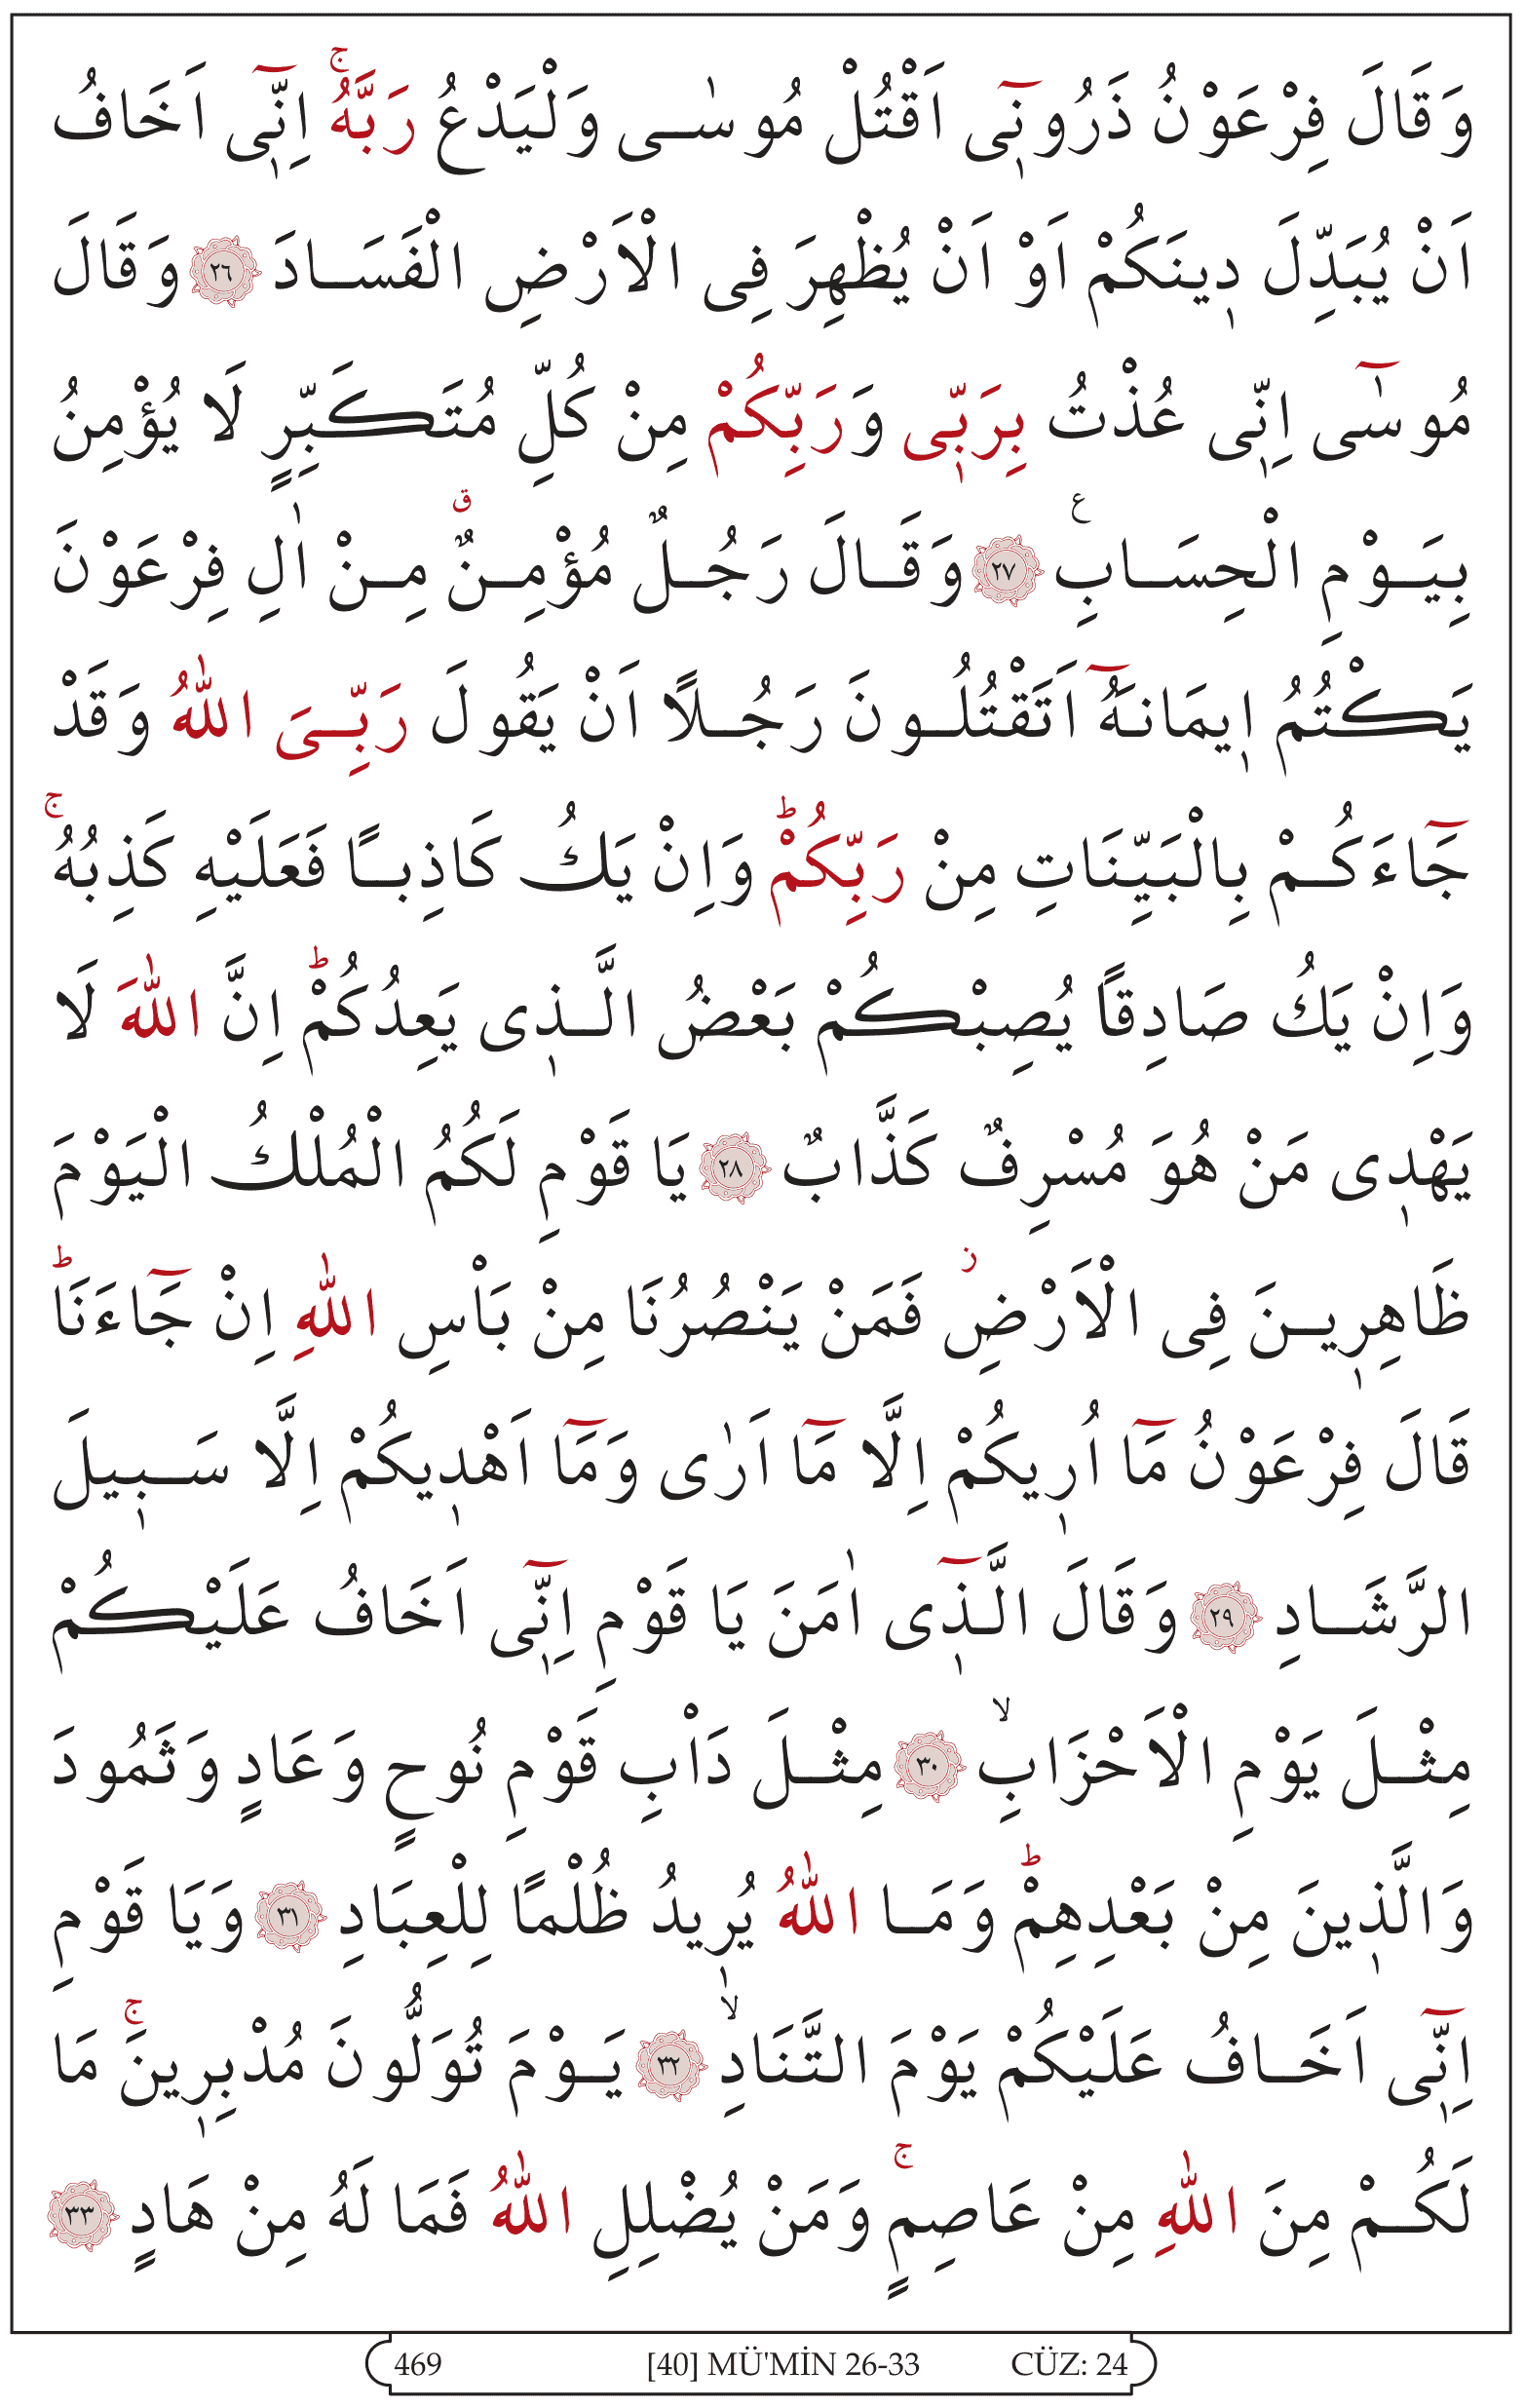 وَقَالَ فِرْعَوْنُ ذَرُون۪ٓى اَقْتُلْ مُوسٰى وَلْيَدْعُ رَبَّهُۚ اِنّ۪ٓى اَخَافُ
اَنْ يُبَدِّلَ د۪ينَكُمْ اَوْ اَنْ يُظْهِرَ فِى الْاَرْضِ الْفَسَادَ ﴿٢٦﴾ وَقَالَ
مُوسٰٓى اِنّ۪ى عُذْتُ بِرَبّ۪ى وَرَبِّكُمْ مِنْ كُلِّ مُتَكَبِّرٍ لَا يُؤْمِنُ
بِيَوْمِ الْحِسَابِ ع ﴿٢٧﴾ وَقَالَ رَجُلٌ مُؤْمِنٌ ق مِنْ اٰلِ فِرْعَوْنَ
يَكْتُمُ ا۪يمَانَهُٓ اَتَقْتُلُونَ رَجُلًا اَنْ يَقُولَ رَبِّىَ اللّٰهُ وَقَدْ
جَٓاءَكُمْ بِالْبَيِّنَاتِ مِنْ رَبِّكُمْۜ وَاِنْ يَكُ كَاذِبًا فَعَلَيْهِ كَذِبُهُۚ
وَاِنْ يَكُ صَادِقًا يُصِبْكُمْ بَعْضُ الَّذ۪ى يَعِدُكُمْۜ اِنَّ اللّٰهَ لَا
يَهْد۪ى مَنْ هُوَ مُسْرِفٌ كَذَّابٌ ﴿٢٨﴾ يَا قَوْمِ لَكُمُ الْمُلْكُ الْيَوْمَ
ظَاهِر۪ينَ فِى الْاَرْضِ ز فَمَنْ يَنْصُرُنَا مِنْ بَاْسِ اللّٰهِ اِنْ جَٓاءَنَاۜ
قَالَ فِرْعَوْنُ مَٓا اُر۪يكُمْ اِلَّا مَٓا اَرٰى وَمَٓا اَهْد۪يكُمْ اِلَّا سَب۪يلَ
الرَّشَادِ ﴿٢٩﴾ وَقَالَ الَّذ۪ٓى اٰمَنَ يَا قَوْمِ اِنّ۪ٓى اَخَافُ عَلَيْكُمْ
مِثْلَ يَوْمِ الْاَحْزَابِۙ ﴿٣٠﴾ مِثْلَ دَاْبِ قَوْمِ نُوحٍ وَعَادٍ وَثَمُودَ
وَالَّذ۪ينَ مِنْ بَعْدِهِمْۜ وَمَا اللّٰهُ يُر۪يدُ ظُلْمًا لِلْعِبَادِ ﴿٣١﴾ وَيَا قَوْمِ
اِنّ۪ٓى اَخَافُ عَلَيْكُمْ يَوْمَ التَّنَادِۙ ﴿٣٢﴾ يَوْمَ تُوَلُّونَ مُدْبِر۪ينَۚ مَا
لَكُمْ مِنَ اللّٰهِ مِنْ عَاصِمٍۚ وَمَنْ يُضْلِلِ اللّٰهُ فَمَا لَهُ مِنْ هَادٍ ﴿٣٣﴾
469 [40] MÜ'MİN 26-33 CÜZ: 24